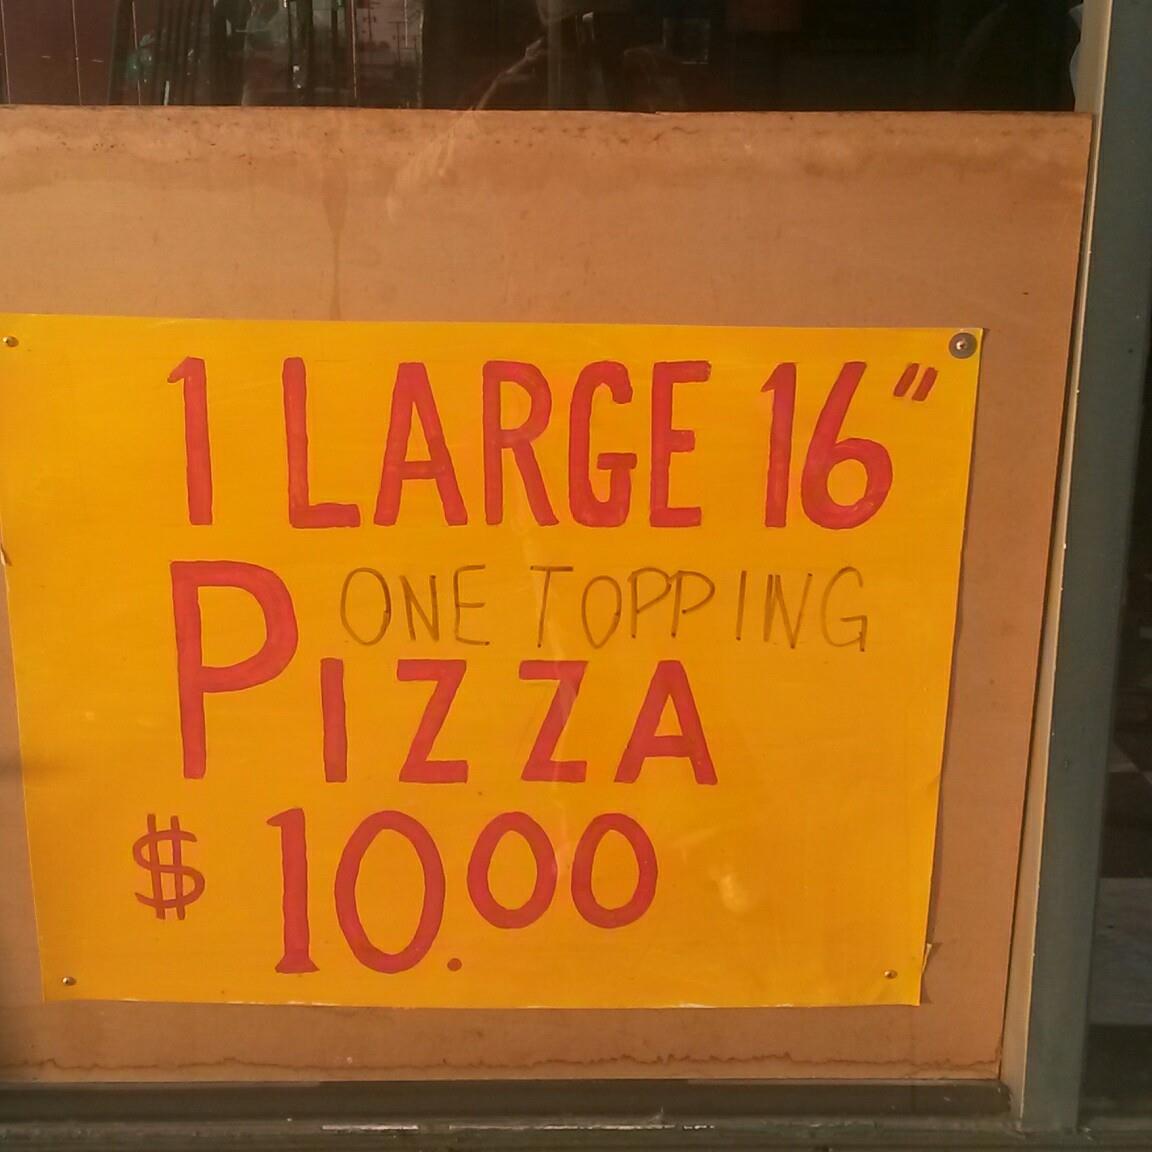 1 LARGE 16"
ONE TOPPING
PIZZA
$10.00